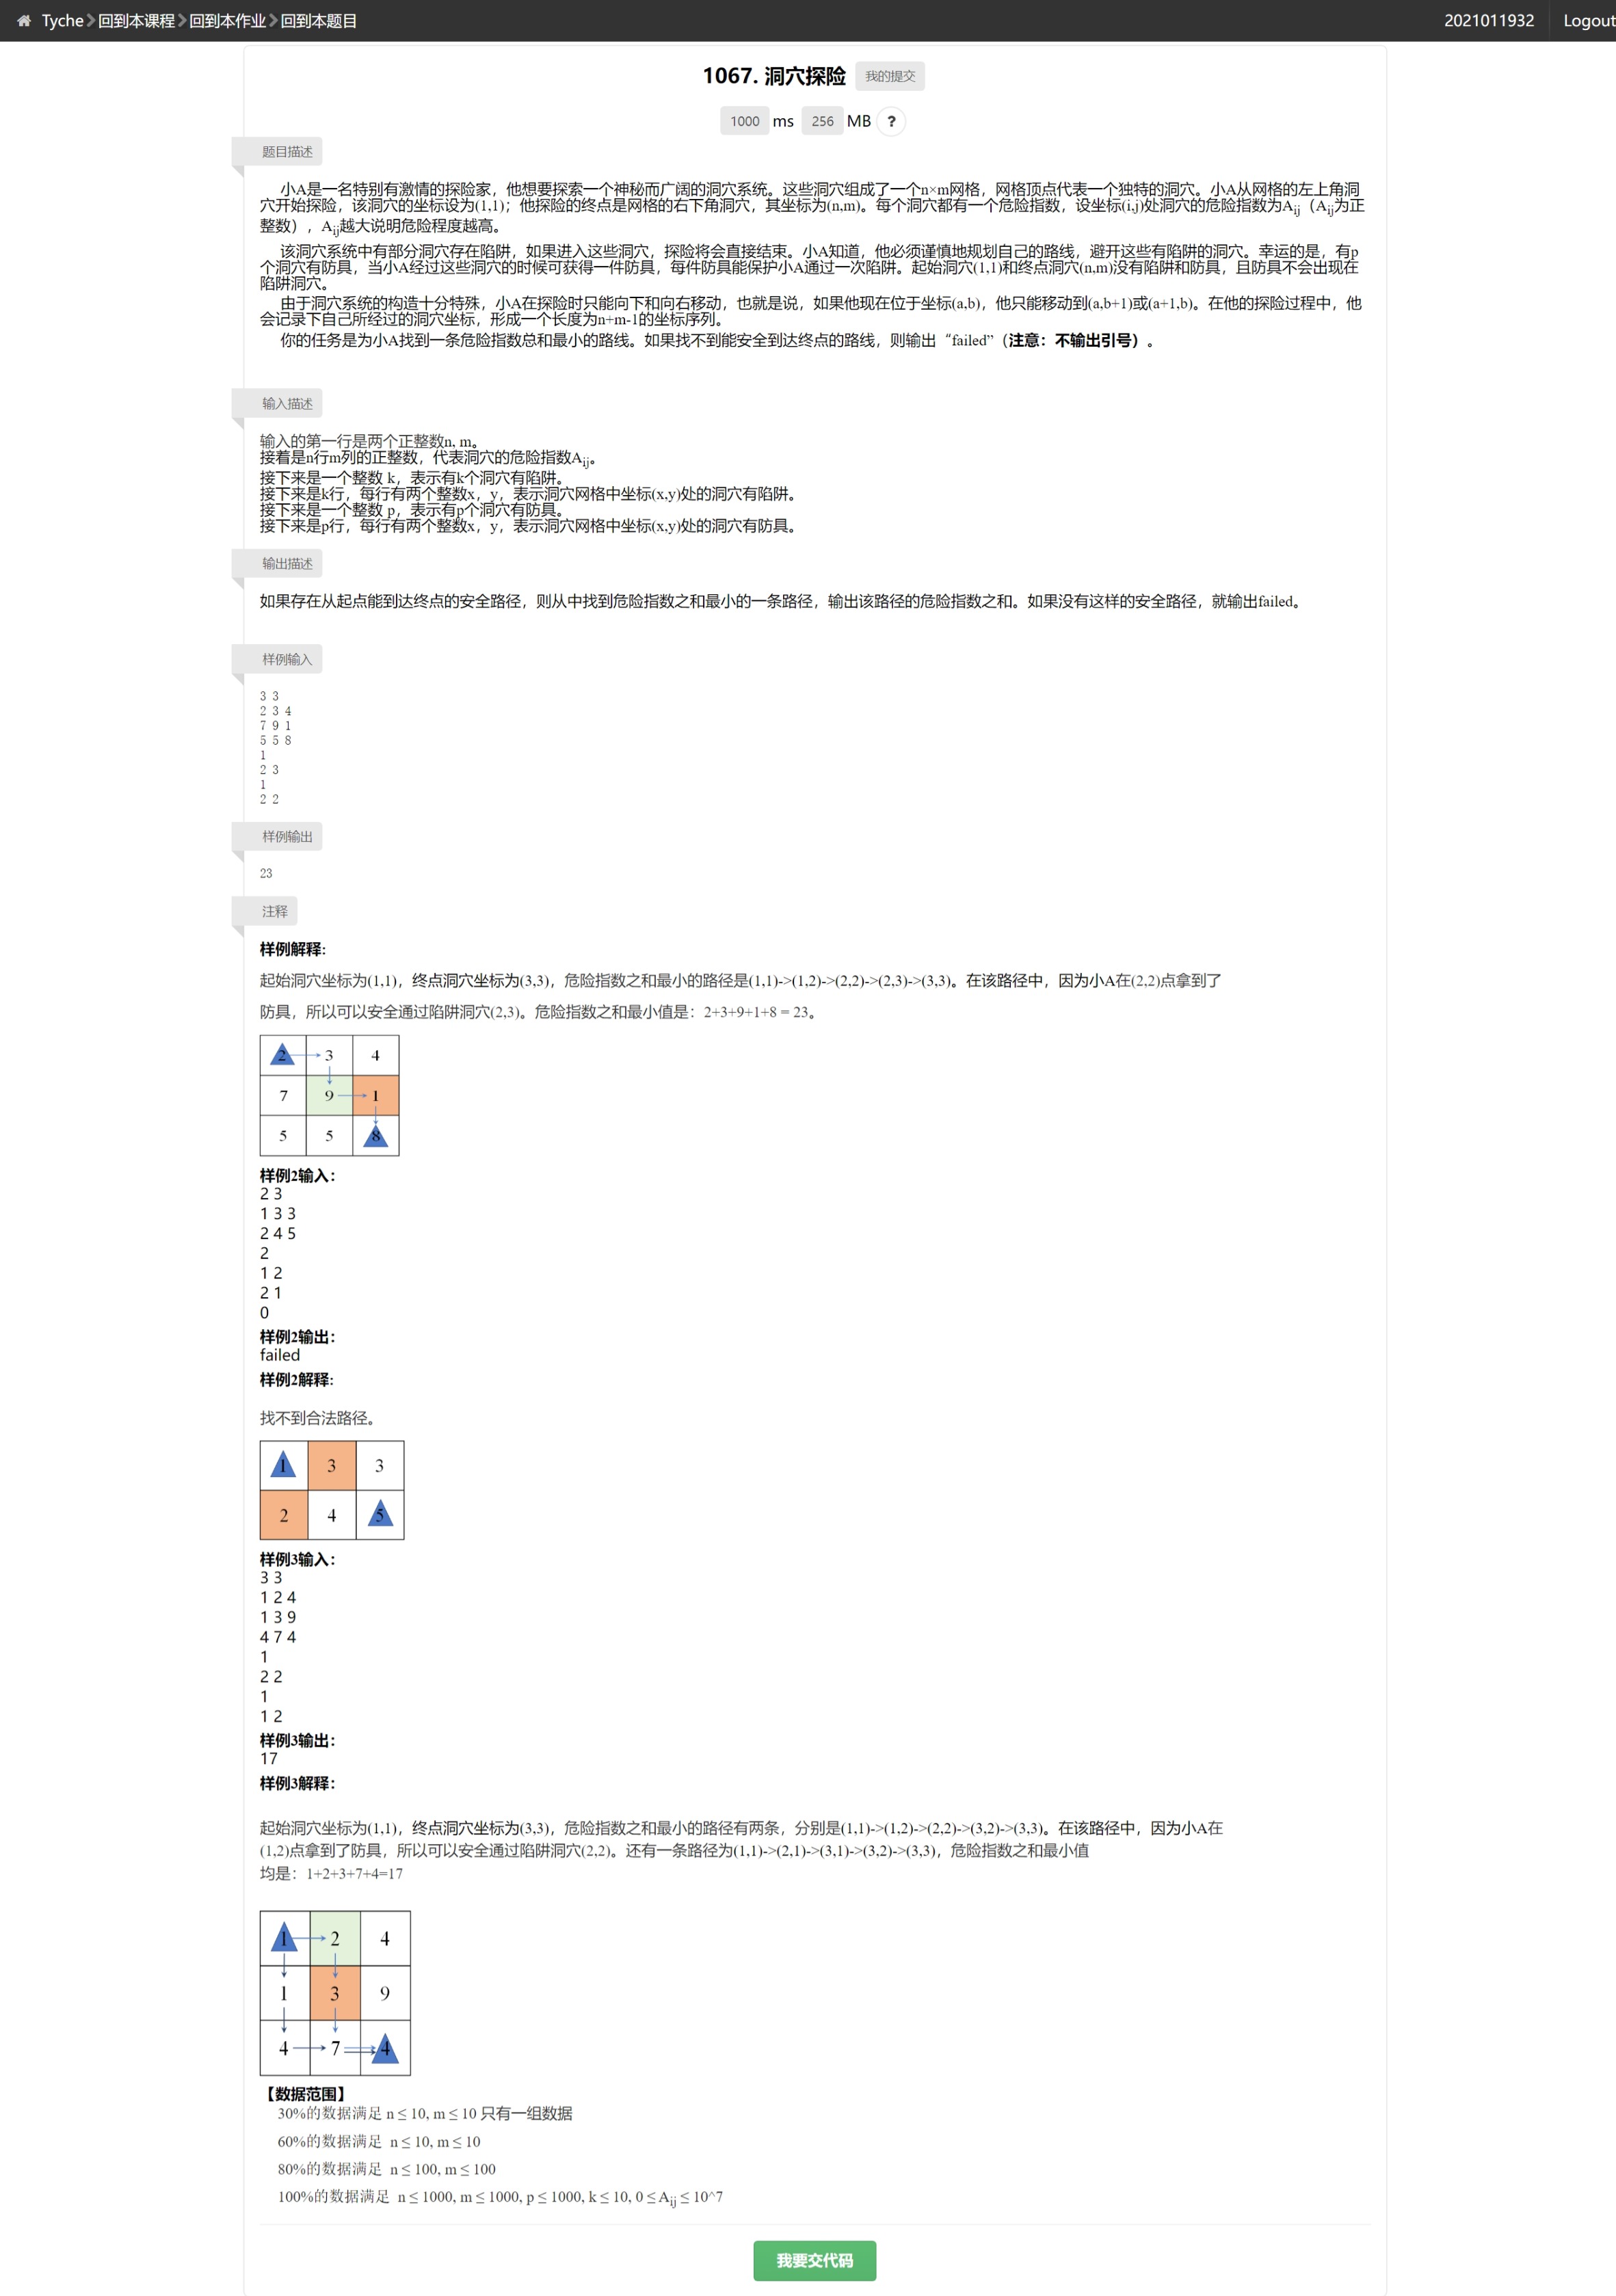 Tyche 回到本课程 回到本作业 回到本题目 2021011932 Logout
1067. 洞穴探险 我的提交
1000 ms 256 MB ?
题目描述
小A是一名特别有激情的探险家，他想要探索一个神秘而广阔的洞穴系统。这些洞穴组成了一个n×m网格，网格顶点代表一个独特的洞穴。小A从网格的左上角洞
穴开始探险，该洞穴的坐标设为(1,1)；他探险的终点是网格的右下角洞穴，其坐标为(n,m)。每个洞穴都有一个危险指数，设坐标(i,j)处洞穴的危险指数为Aij（Aij为正
整数），Aij越大说明危险程度越高。
该洞穴系统中有部分洞穴存在陷阱，如果进入这些洞穴，探险将会直接结束。小A知道，他必须谨慎地规划自己的路线，避开这些有陷阱的洞穴。幸运的是，有p
个洞穴有防具，当小A经过这些洞穴的时候可获得一件防具，每件防具能保护小A通过一次陷阱。起始洞穴(1,1)和终点洞穴(n,m)没有陷阱和防具，且防具不会出现在
陷阱洞穴。
由于洞穴系统的构造十分特殊，小A在探险时只能向下和向右移动，也就是说，如果他现在位于坐标(a,b)，他只能移动到(a,b+1)或(a+1,b)。在他的探险过程中，他
会记录下自己所经过的洞穴坐标，形成一个长度为n+m-1的坐标序列。
你的任务是为小A找到一条危险指数总和最小的路线。如果找不到能安全到达终点的路线，则输出“failed”（注意：不输出引号）。
输入描述
输入的第一行是两个正整数n, m。
接着是n行m列的正整数，代表洞穴的危险指数Aij。
接下来是一个整数 k，表示有k个洞穴有陷阱。
接下来是k行，每行有两个整数x，y，表示洞穴网格中坐标(x,y)处的洞穴有陷阱。
接下来是一个整数 p，表示有p个洞穴有防具。
接下来是p行，每行有两个整数x，y，表示洞穴网格中坐标(x,y)处的洞穴有防具。
输出描述
如果存在从起点能到达终点的安全路径，则从中找到危险指数之和最小的一条路径，输出该路径的危险指数之和。如果没有这样的安全路径，就输出failed。
样例输入
3 3
2 3 4
7 9 1
5 5 8
1
2 3
1
2 2
样例输出
23
注释
样例解释:
起始洞穴坐标为(1,1)，终点洞穴坐标为(3,3)，危险指数之和最小的路径是(1,1)->(1,2)->(2,2)->(2,3)->(3,3)。在该路径中，因为小A在(2,2)点拿到了
防具，所以可以安全通过陷阱洞穴(2,3)。危险指数之和最小值是：2+3+9+1+8 = 23。
2 3 4
7 9 1
5 5 8
样例2输入：
2 3
1 3 3
2 4 5
2
1 2
2 1
0
样例2输出：
failed
样例2解释:
找不到合法路径。
1 3 3
2 4 5
样例3输入：
3 3
1 2 4
1 3 9
4 7 4
1
2 2
1
1 2
样例3输出：
17
样例3解释：
起始洞穴坐标为(1,1)，终点洞穴坐标为(3,3)，危险指数之和最小的路径有两条，分别是(1,1)->(1,2)->(2,2)->(3,2)->(3,3)。在该路径中，因为小A在
(1,2)点拿到了防具，所以可以安全通过陷阱洞穴(2,2)。还有一条路径为(1,1)->(2,1)->(3,1)->(3,2)->(3,3)，危险指数之和最小值
均是：1+2+3+7+4=17
1 2 4
1 3 9
4 7 4
【数据范围】
30%的数据满足 n ≤ 10, m ≤ 10 只有一组数据
60%的数据满足 n ≤ 10, m ≤ 10
80%的数据满足 n ≤ 100, m ≤ 100
100%的数据满足 n ≤ 1000, m ≤ 1000, p ≤ 1000, k ≤ 10, 0 ≤ Aij ≤ 10^7
我要交代码